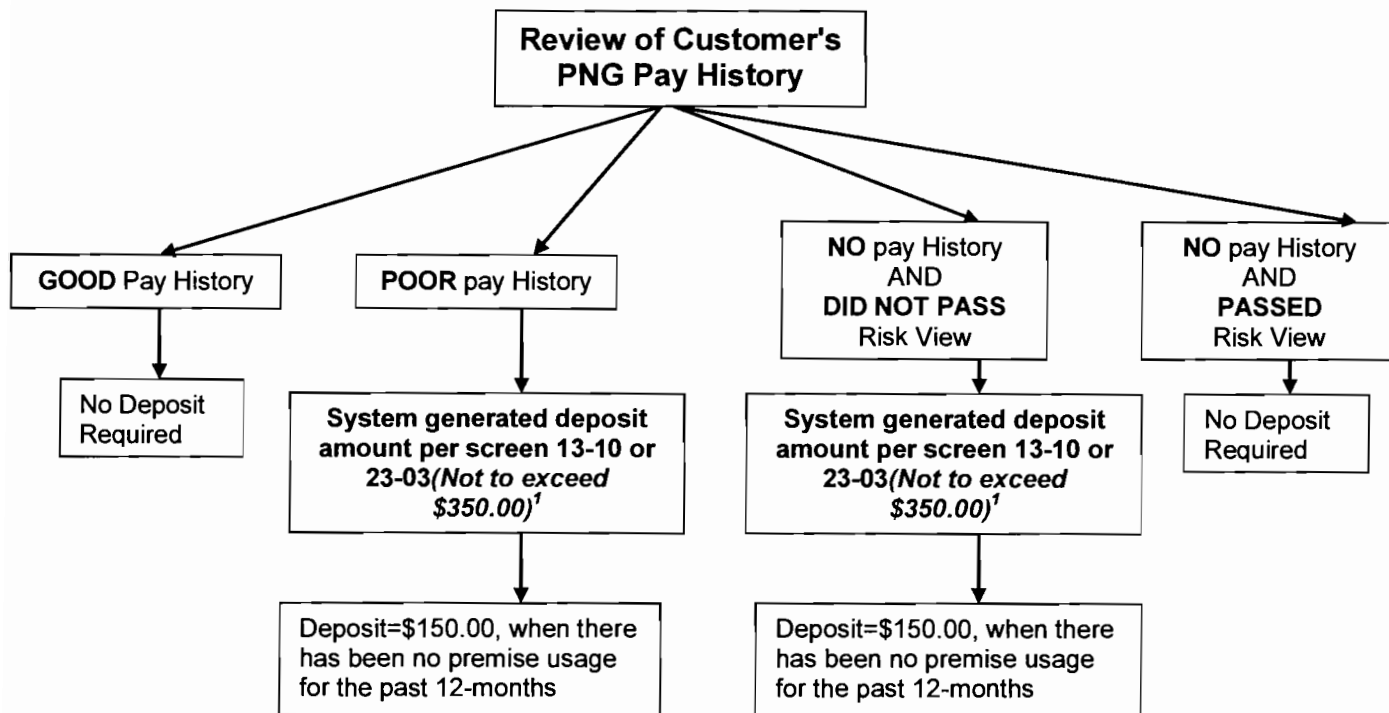 Review of Customer's
PNG Pay History
GOOD Pay History
POOR pay History
NO pay History
AND
DID NOT PASS
Risk View
NO pay History
AND
PASSED
Risk View
No Deposit
Required
System generated deposit
amount per screen 13-10 or
23-03(Not to exceed
$350.00)¹
System generated deposit
amount per screen 13-10 or
23-03(Not to exceed
$350.00)¹
No Deposit
Required
Deposit=$150.00, when there
has been no premise usage
for the past 12-months
Deposit=$150.00, when there
has been no premise usage
for the past 12-months